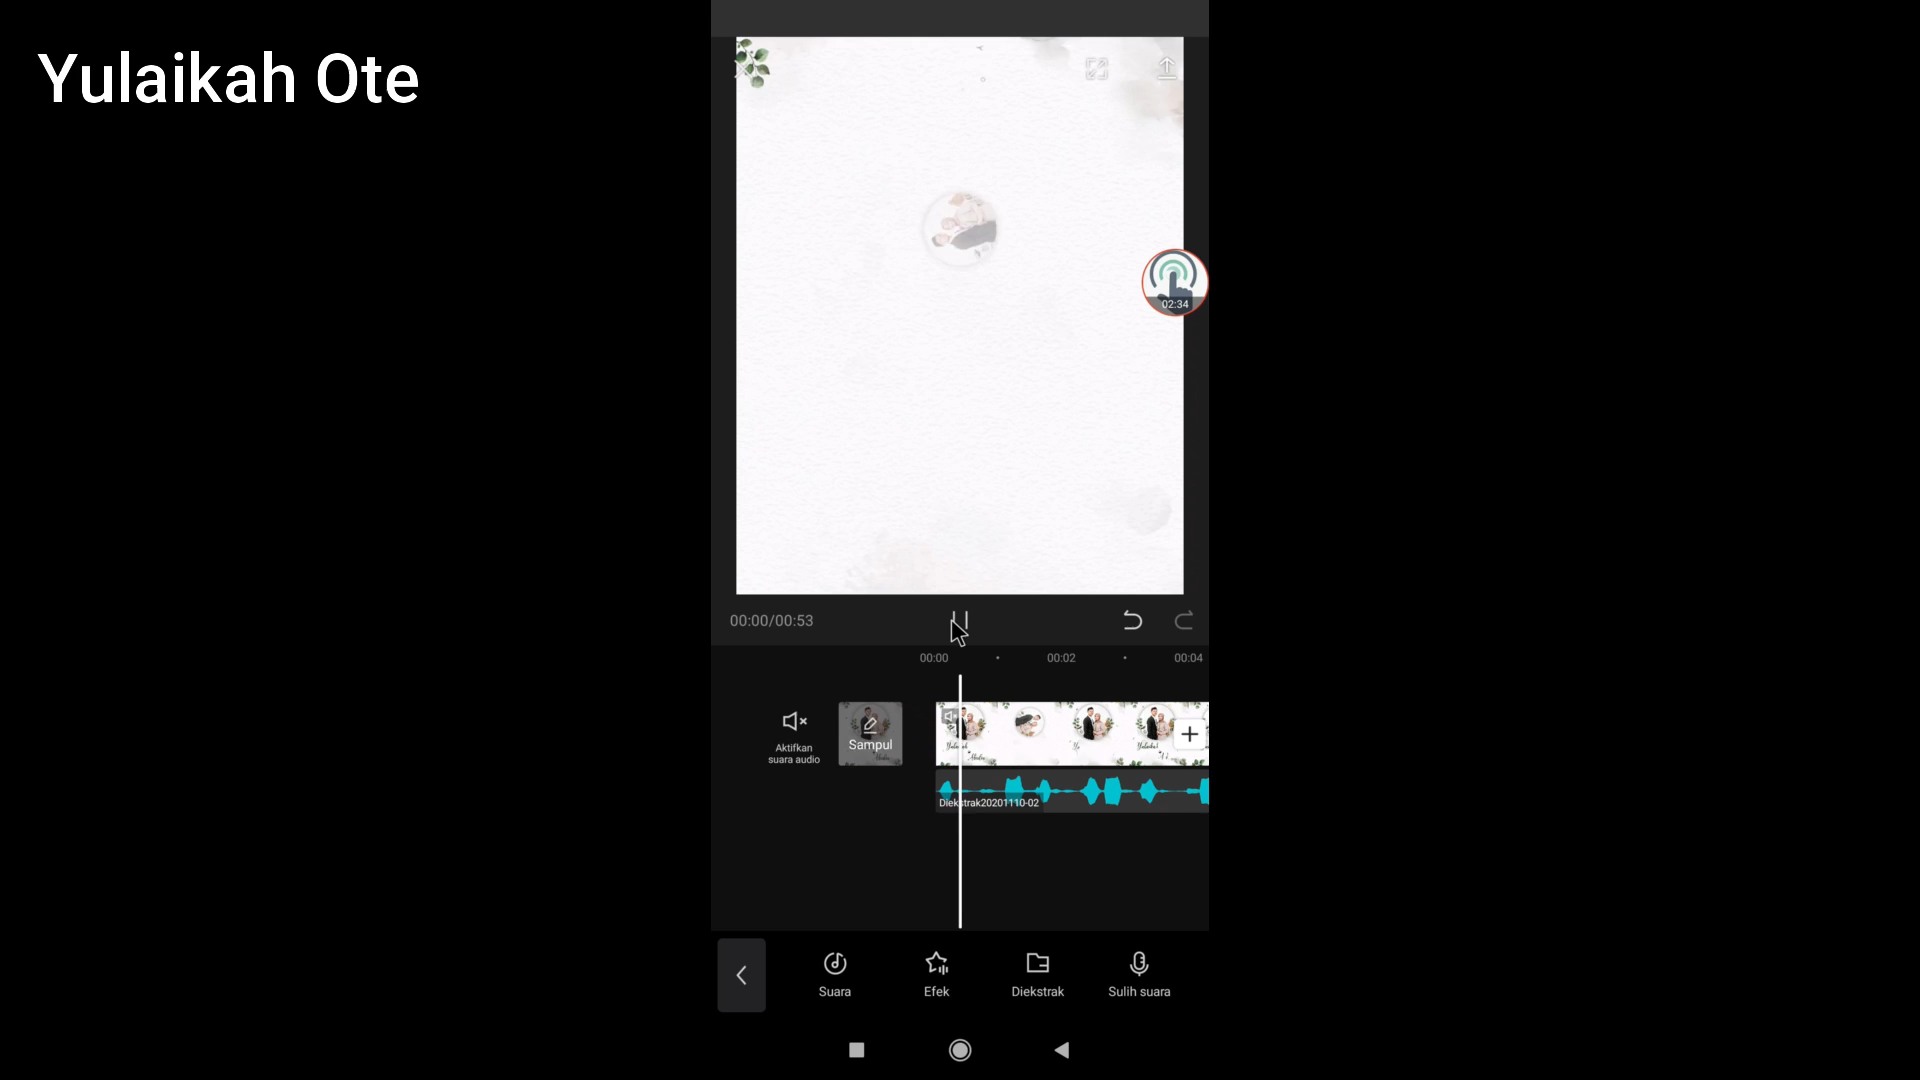 Yulaikah Ote
02:34
00:00/00:53
00:00
00:02
00:04
Aktifkan
suara audio
Sampul
Diekstrak20201110-02
Suara
Efek
Diekstrak
Sulih suara